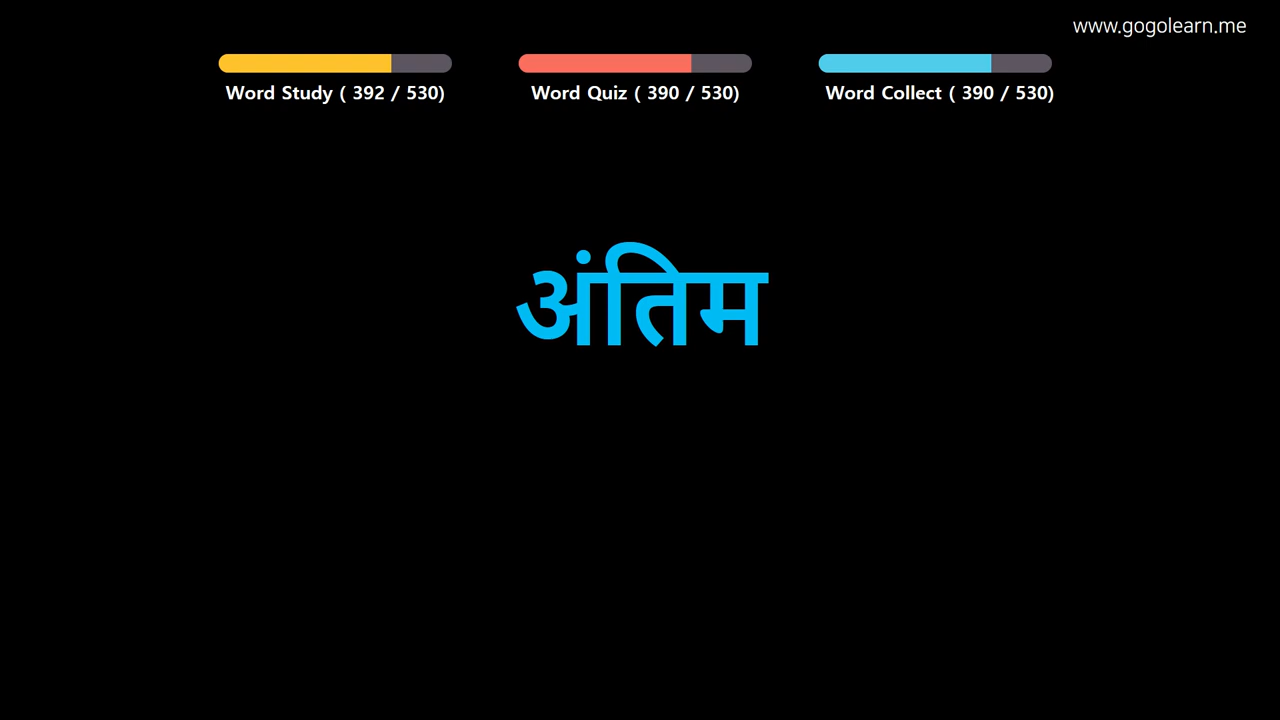 www.gogolearn.me
Word Study ( 392 / 530)
Word Quiz ( 390 / 530)
Word Collect ( 390 / 530)
अंतिम